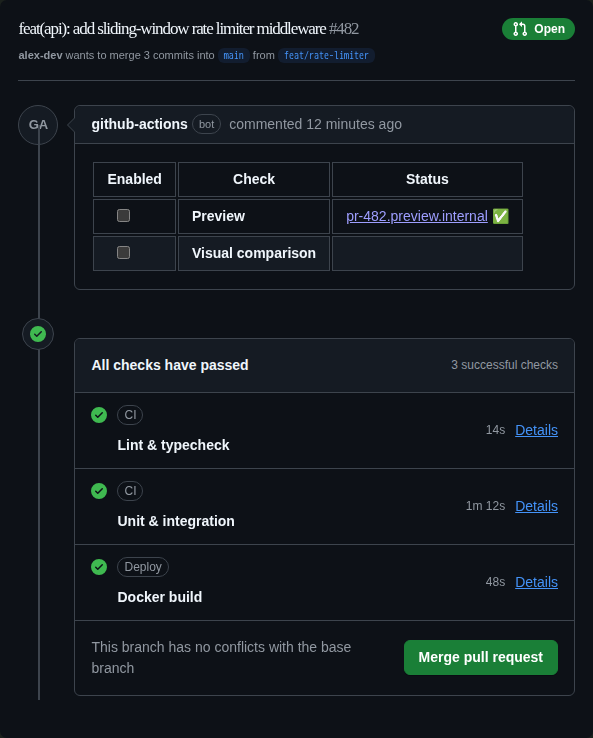 feat(api): add sliding-window rate limiter middleware #482
Open
alex-dev wants to merge 3 commits into main from feat/rate-limiter
GA
github-actions bot commented 12 minutes ago
Enabled Check Status
Preview pr-482.preview.internal ✅
Visual comparison
All checks have passed
3 successful checks
CI
Lint & typecheck
14s Details
CI
Unit & integration
1m 12s Details
Deploy
Docker build
48s Details
This branch has no conflicts with the base
branch
Merge pull request